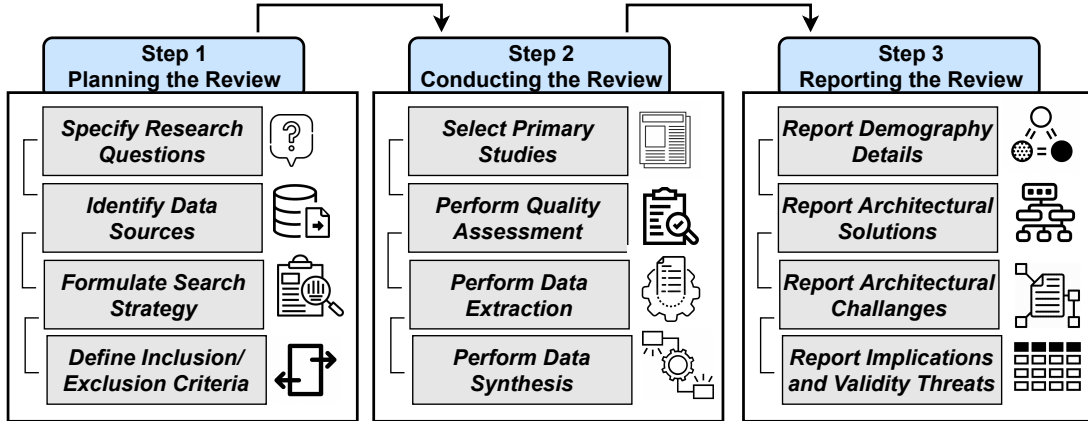 Step 1
Planning the Review
Specify Research
Questions
Identify Data
Sources
Formulate Search
Strategy
Define Inclusion/
Exclusion Criteria
Step 2
Conducting the Review
Select Primary
Studies
Perform Quality
Assessment
Perform Data
Extraction
Perform Data
Synthesis
Step 3
Reporting the Review
Report Demography
Details
Report Architectural
Solutions
Report Architectural
Challanges
Report Implications
and Validity Threats